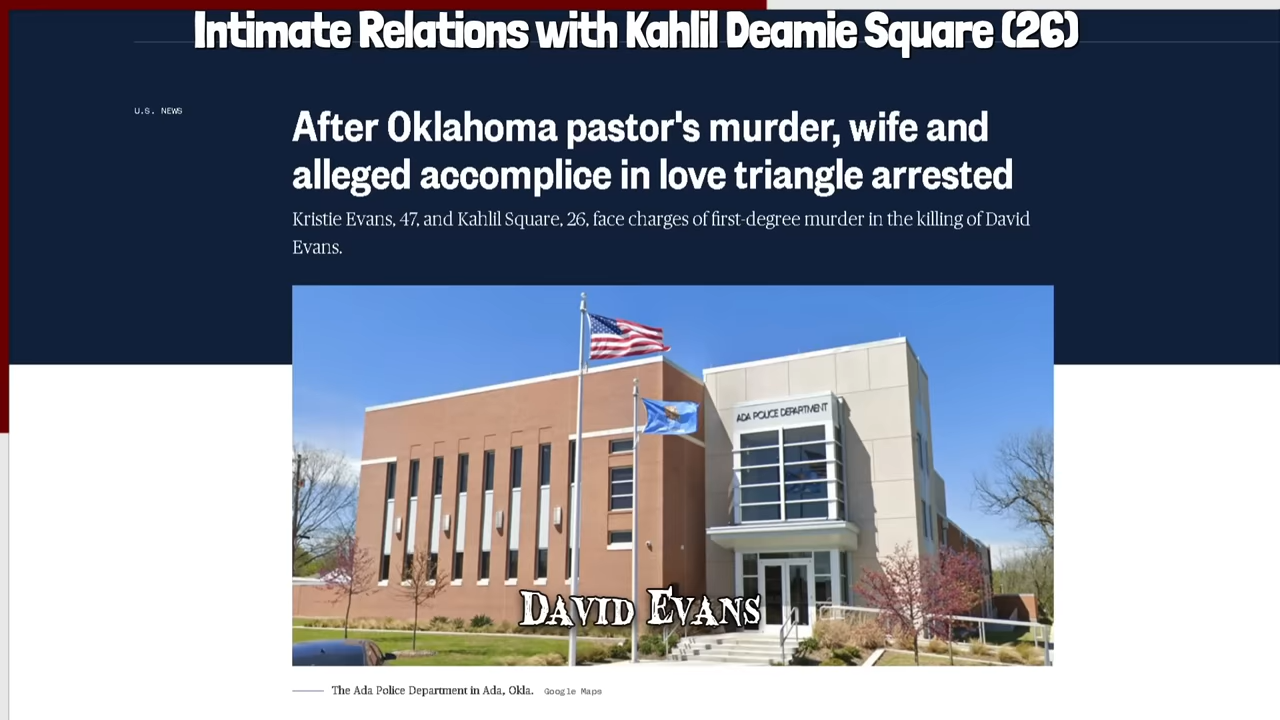 Intimate Relations with Kahlil Deamie Square (26)
U.S. NEWS
After Oklahoma pastor's murder, wife and
alleged accomplice in love triangle arrested
Kristie Evans, 47, and Kahlil Square, 26, face charges of first-degree murder in the killing of David
Evans.
ADA POLICE DEPARTMENT
David Evans
The Ada Police Department in Ada, Okla. Google Maps